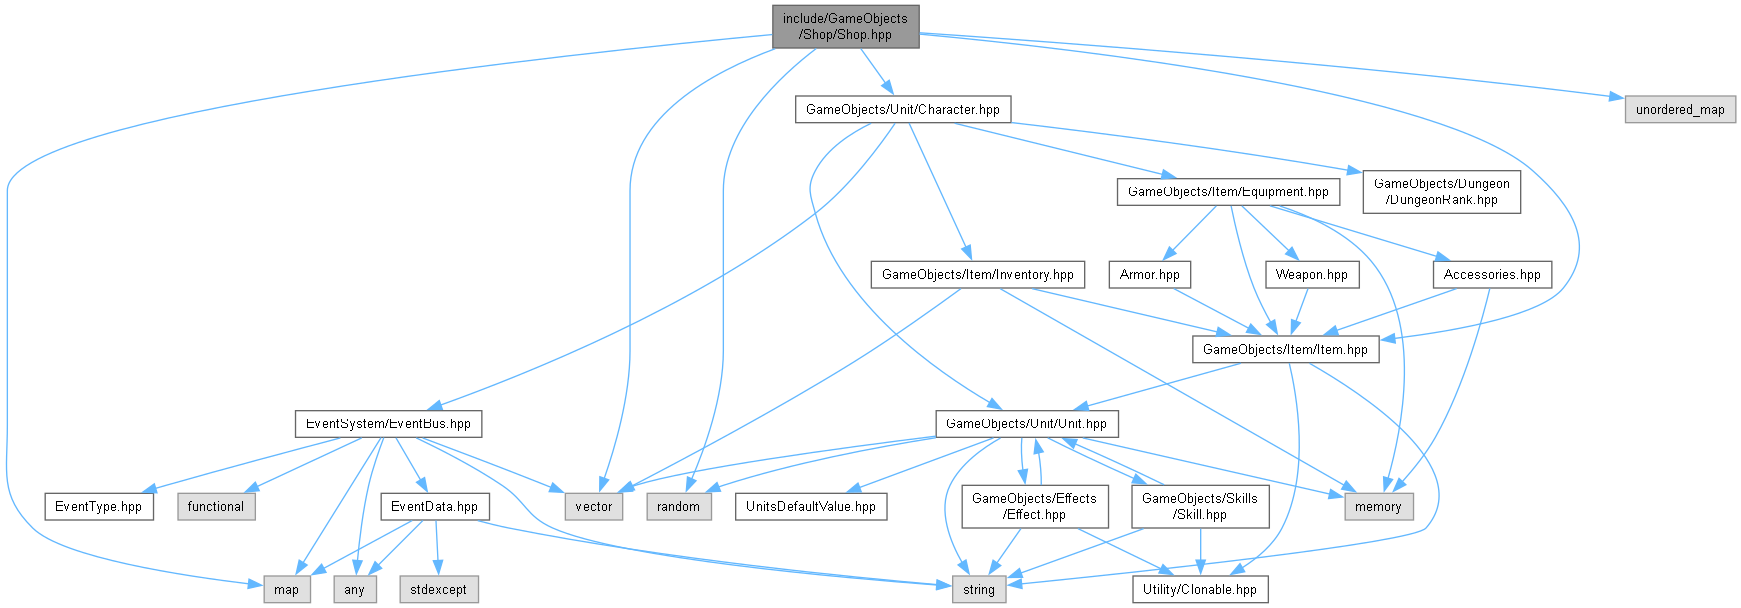 include/GameObjects
/Shop/Shop.hpp
GameObjects/Unit/Character.hpp
unordered_map
GameObjects/Item/Equipment.hpp
GameObjects/Dungeon
/DungeonRank.hpp
GameObjects/Item/Inventory.hpp
Armor.hpp
Weapon.hpp
Accessories.hpp
GameObjects/Item/Item.hpp
EventSystem/EventBus.hpp
GameObjects/Unit/Unit.hpp
EventType.hpp
functional
EventData.hpp
vector
random
UnitsDefaultValue.hpp
GameObjects/Effects
/Effect.hpp
GameObjects/Skills
/Skill.hpp
memory
map
any
stdexcept
string
Utility/Clonable.hpp